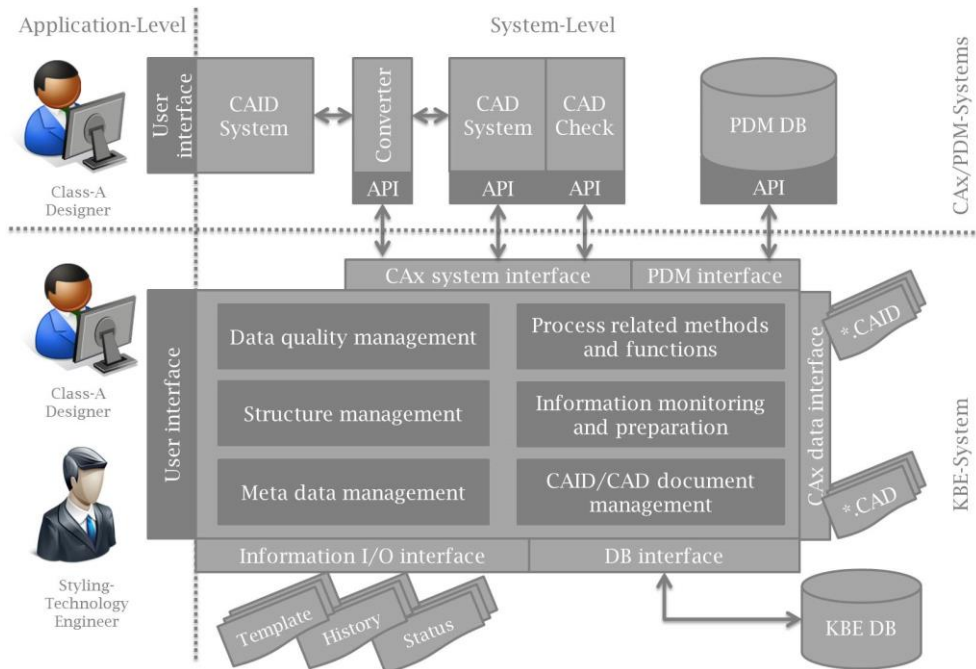 Application-Level
System-Level
User interface
CAID
System
Converter
API
CAD
System
API
CAD
Check
API
PDM DB
API
CAx/PDM-Systems
Class-A
Designer
CAx system interface
PDM interface
Class-A
Designer
User interface
Data quality management
Process related methods
and functions
Structure management
Information monitoring
and preparation
Meta data management
CAID/CAD document
management
CAx data interface
*.CAID
*.CAD
KBE-System
Styling-
Technology
Engineer
Information I/O interface
DB interface
Template
History
Status
KBE DB